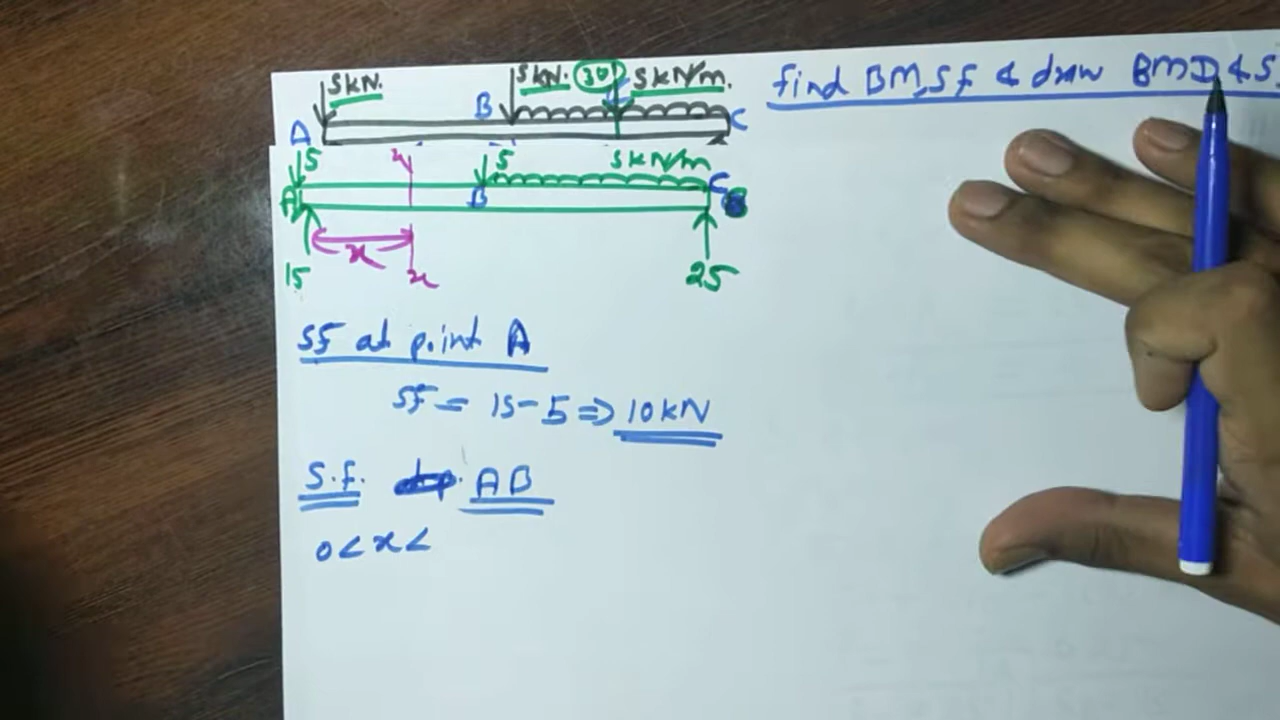 find BM, SF & draw BMD & S
5kN. 5kN. 30 5kN/m.
A B C
5 x 5 5kN/m
A B C
x
15 x 25
SF at point A
SF = 15-5 ⇒ 10kN
S.f. AB
0<x<